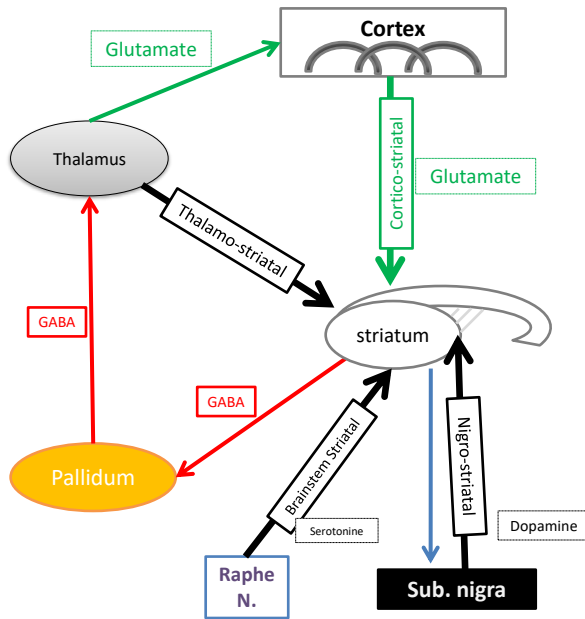 Cortex
Glutamate
Cortico-striatal
Thalamus
Glutamate
Thalamo-striatal
GABA
striatum
GABA
Brainstem Striatal
Nigro-striatal
Pallidum
Serotonine
Dopamine
Raphe
N.
Sub. nigra